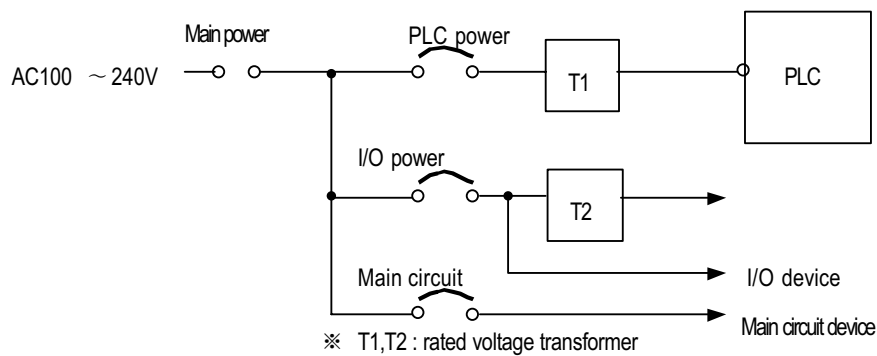 Main power
PLC power
AC100 ～240V
T1
PLC
I/O power
T2
I/O device
Main circuit
Main circuit device
※ T1,T2 : rated voltage transformer